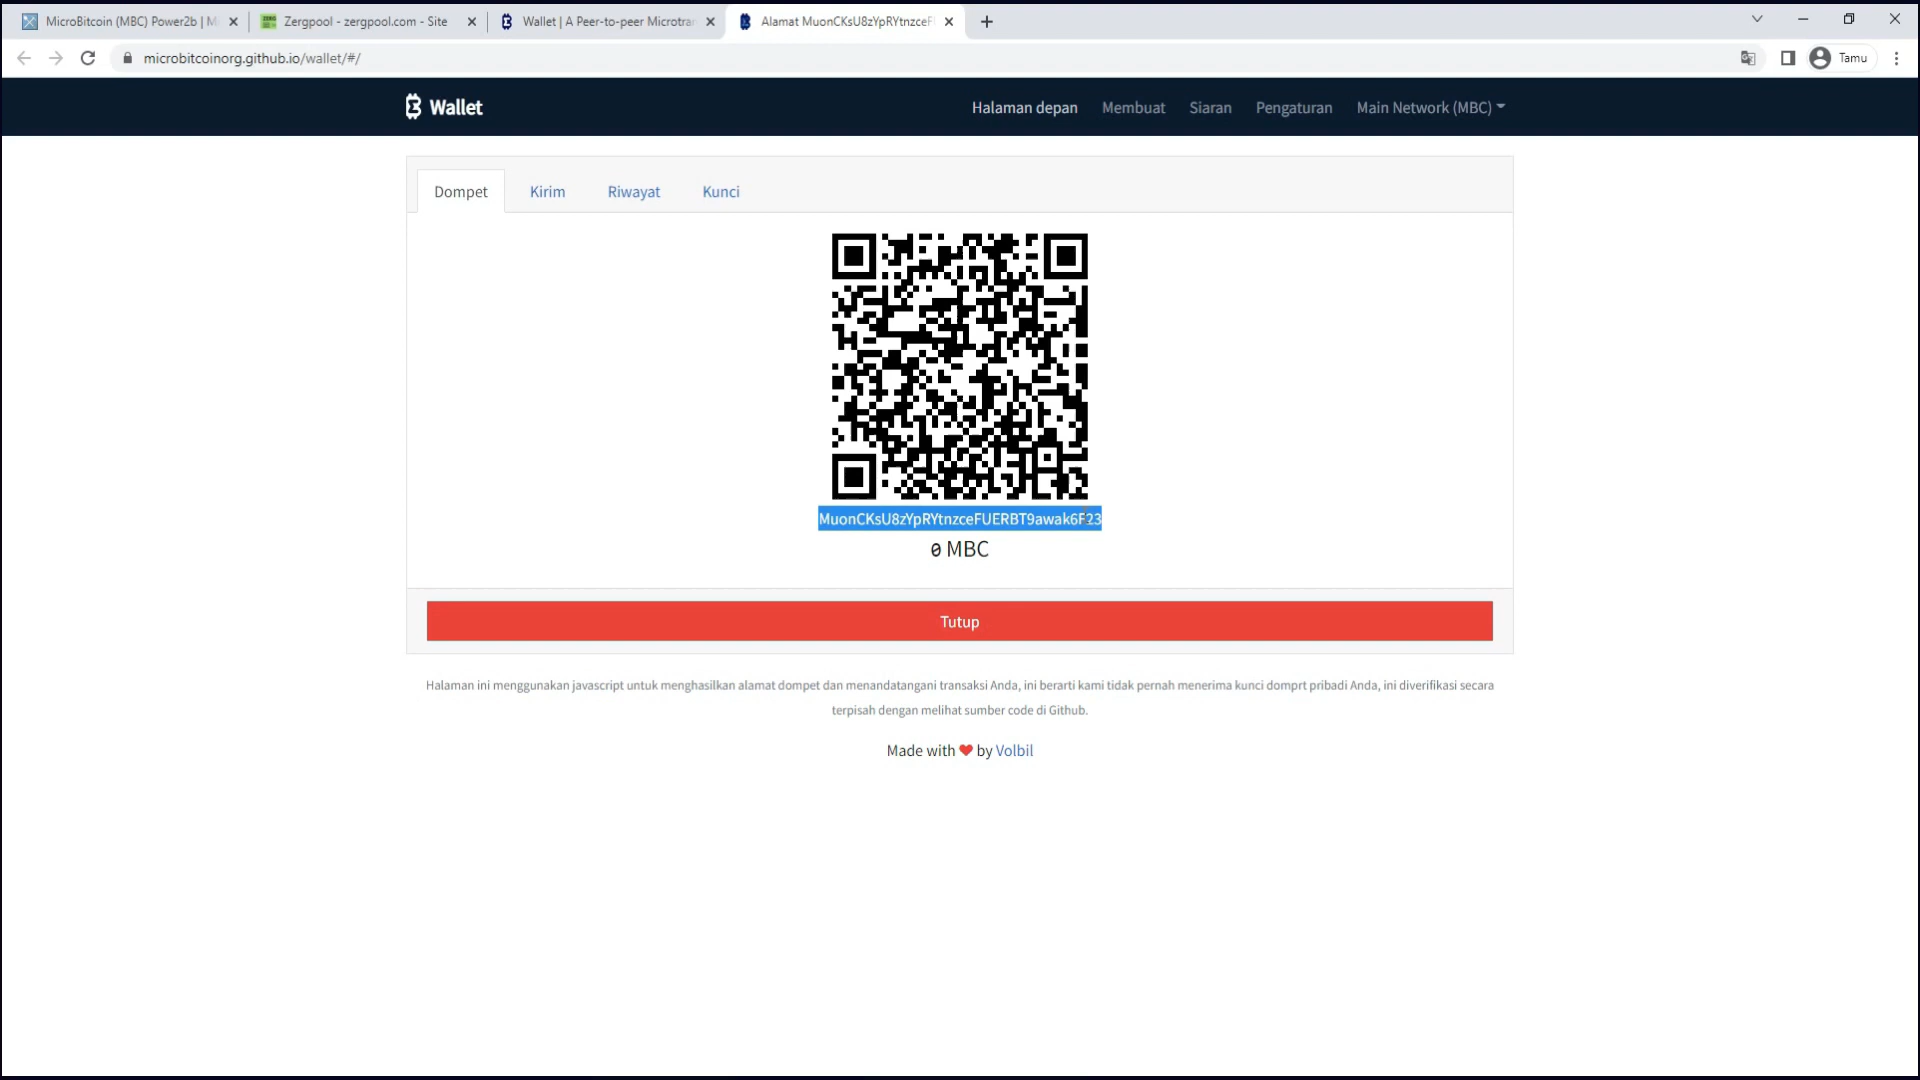 MicroBitcoin (MBC) Power2b | M
Zergpool - zergpool.com - Site
Wallet | A Peer-to-peer Microtran
Alamat MuonCKsU8zYpRYtnzceF
microbitcoinorg.github.io/wallet/#/
Tamu
Wallet
Halaman depan
Membuat
Siaran
Pengaturan
Main Network (MBC)
Dompet
Kirim
Riwayat
Kunci
MuonCKsU8zYpRYtnzceFUERBT9awak6F23
0 MBC
Tutup
Halaman ini menggunakan javascript untuk menghasilkan alamat dompet dan menandatangani transaksi Anda, ini berarti kami tidak pernah menerima kunci domprt pribadi Anda, ini diverifikasi secara
terpisah dengan melihat sumber code di Github.
Made with ❤ by Volbil